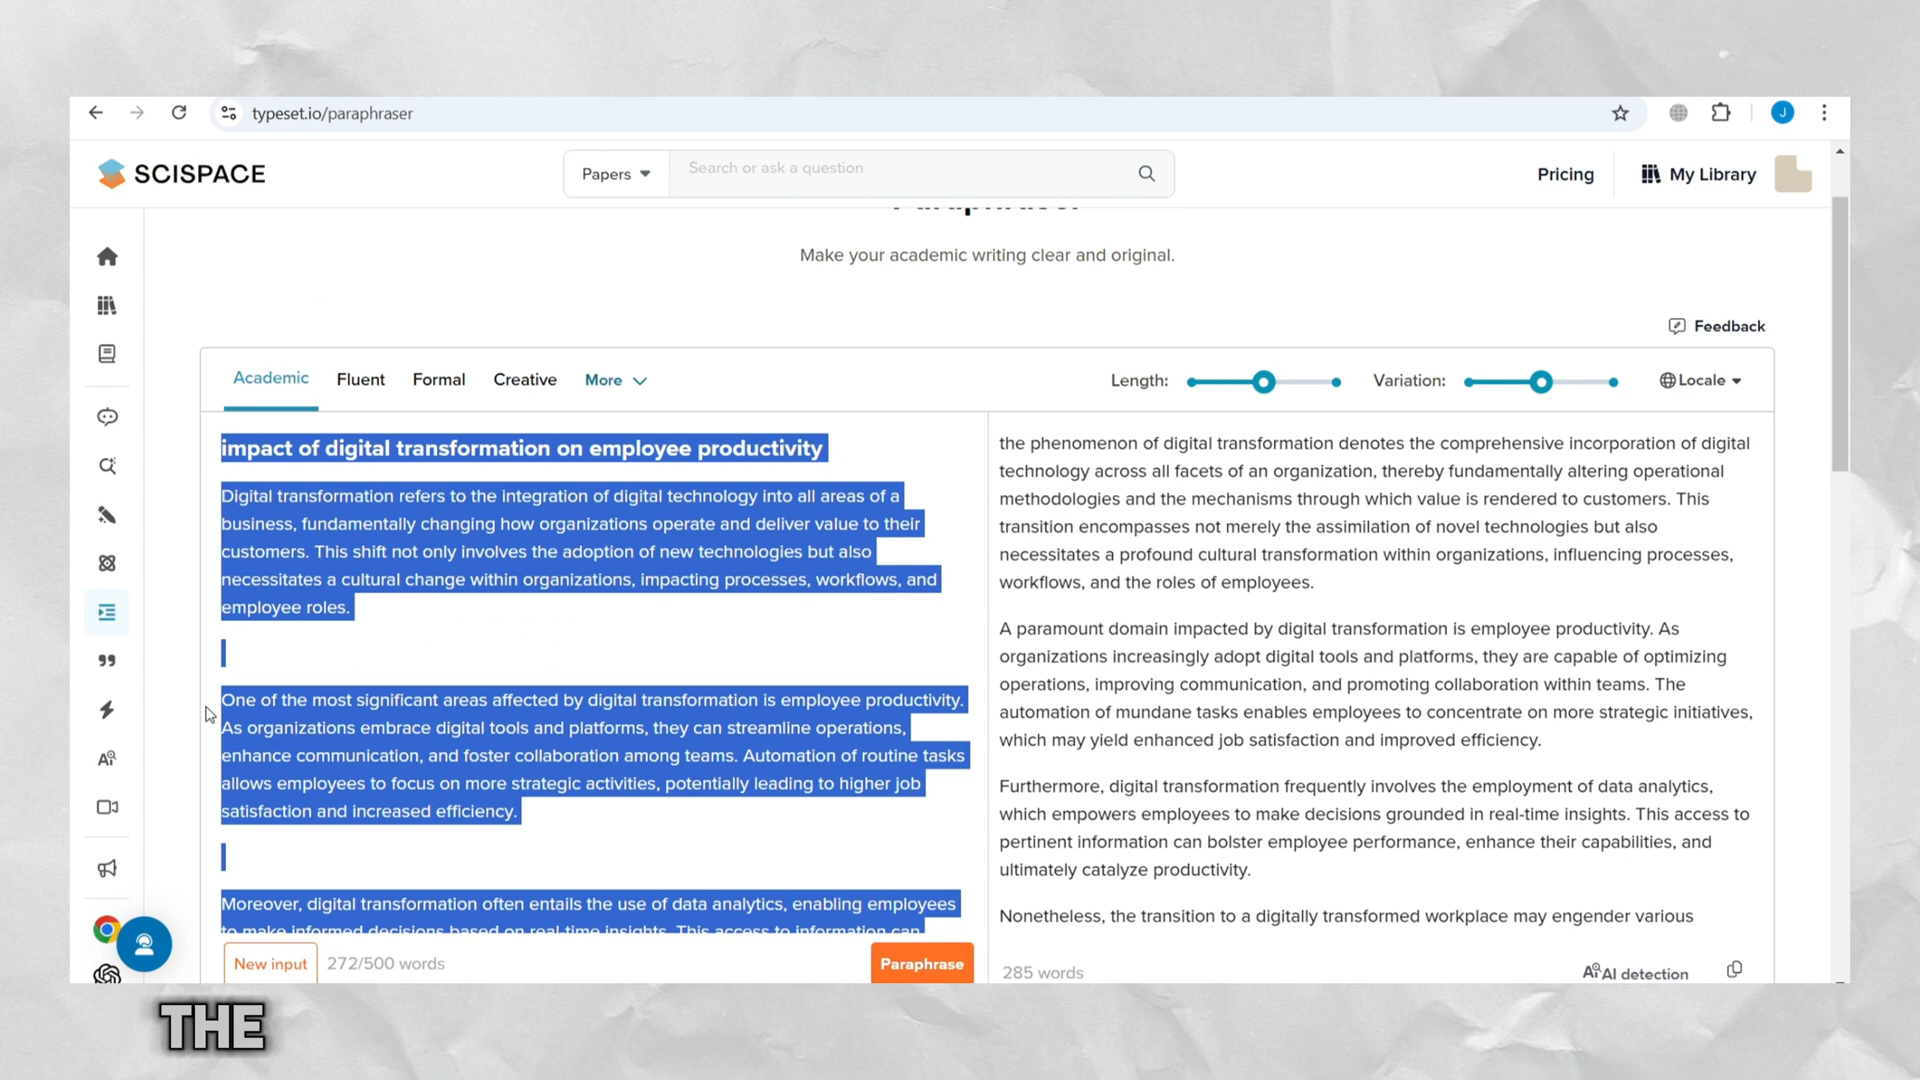 typeset.io/paraphraser
J
SCISPACE
Papers
Search or ask a question
Pricing
My Library
Paraphraser
Make your academic writing clear and original.
Feedback
Academic
Fluent
Formal
Creative
More
Length:
Variation:
Locale
impact of digital transformation on employee productivity
Digital transformation refers to the integration of digital technology into all areas of a
business, fundamentally changing how organizations operate and deliver value to their
customers. This shift not only involves the adoption of new technologies but also
necessitates a cultural change within organizations, impacting processes, workflows, and
employee roles.
One of the most significant areas affected by digital transformation is employee productivity.
As organizations embrace digital tools and platforms, they can streamline operations,
enhance communication, and foster collaboration among teams. Automation of routine tasks
allows employees to focus on more strategic activities, potentially leading to higher job
satisfaction and increased efficiency.
Moreover, digital transformation often entails the use of data analytics, enabling employees
to make informed decisions based on real-time insights. This access to information can
New input
272/500 words
Paraphrase
the phenomenon of digital transformation denotes the comprehensive incorporation of digital
technology across all facets of an organization, thereby fundamentally altering operational
methodologies and the mechanisms through which value is rendered to customers. This
transition encompasses not merely the assimilation of novel technologies but also
necessitates a profound cultural transformation within organizations, influencing processes,
workflows, and the roles of employees.
A paramount domain impacted by digital transformation is employee productivity. As
organizations increasingly adopt digital tools and platforms, they are capable of optimizing
operations, improving communication, and promoting collaboration within teams. The
automation of mundane tasks enables employees to concentrate on more strategic initiatives,
which may yield enhanced job satisfaction and improved efficiency.
Furthermore, digital transformation frequently involves the employment of data analytics,
which empowers employees to make decisions grounded in real-time insights. This access to
pertinent information can bolster employee performance, enhance their capabilities, and
ultimately catalyze productivity.
Nonetheless, the transition to a digitally transformed workplace may engender various
285 words
AI detection
THE